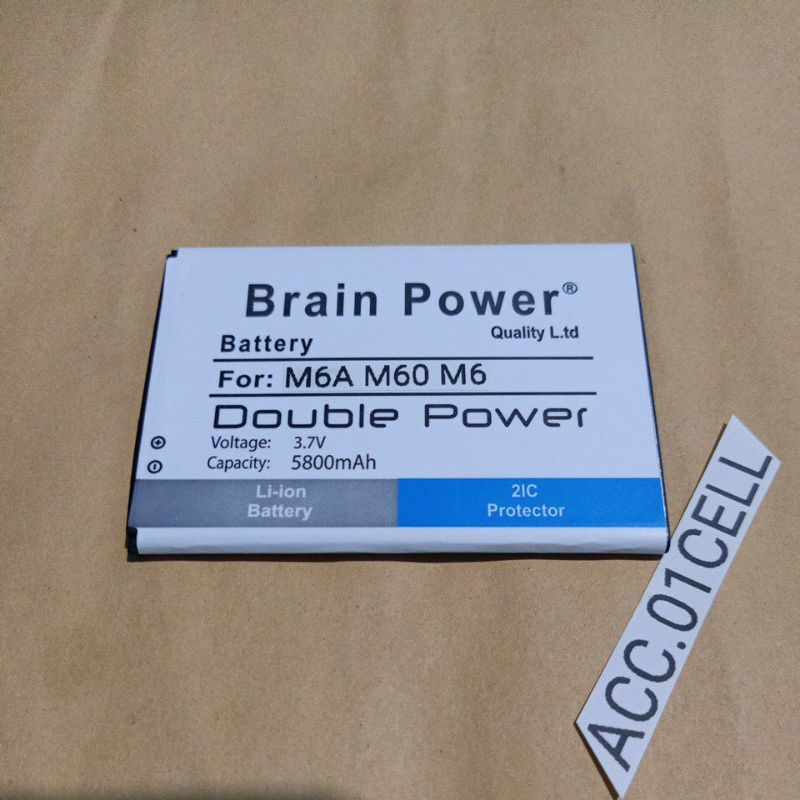 Brain Power®
Quality L.td
Battery
For: M6A M60 M6
Double Power
Voltage: 3.7V
Capacity: 5800mAh
Li-ion
Battery
2IC
Protector
ACC.01CELL